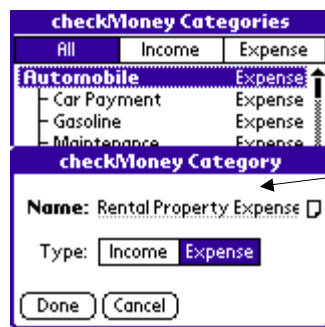 checkMoney Categories
All Income Expense
Automobile Expense
Car Payment Expense
Gasoline Expense
Maintenance Expense
checkMoney Category
Name: Rental Property Expense
Type: Income Expense
Done Cancel